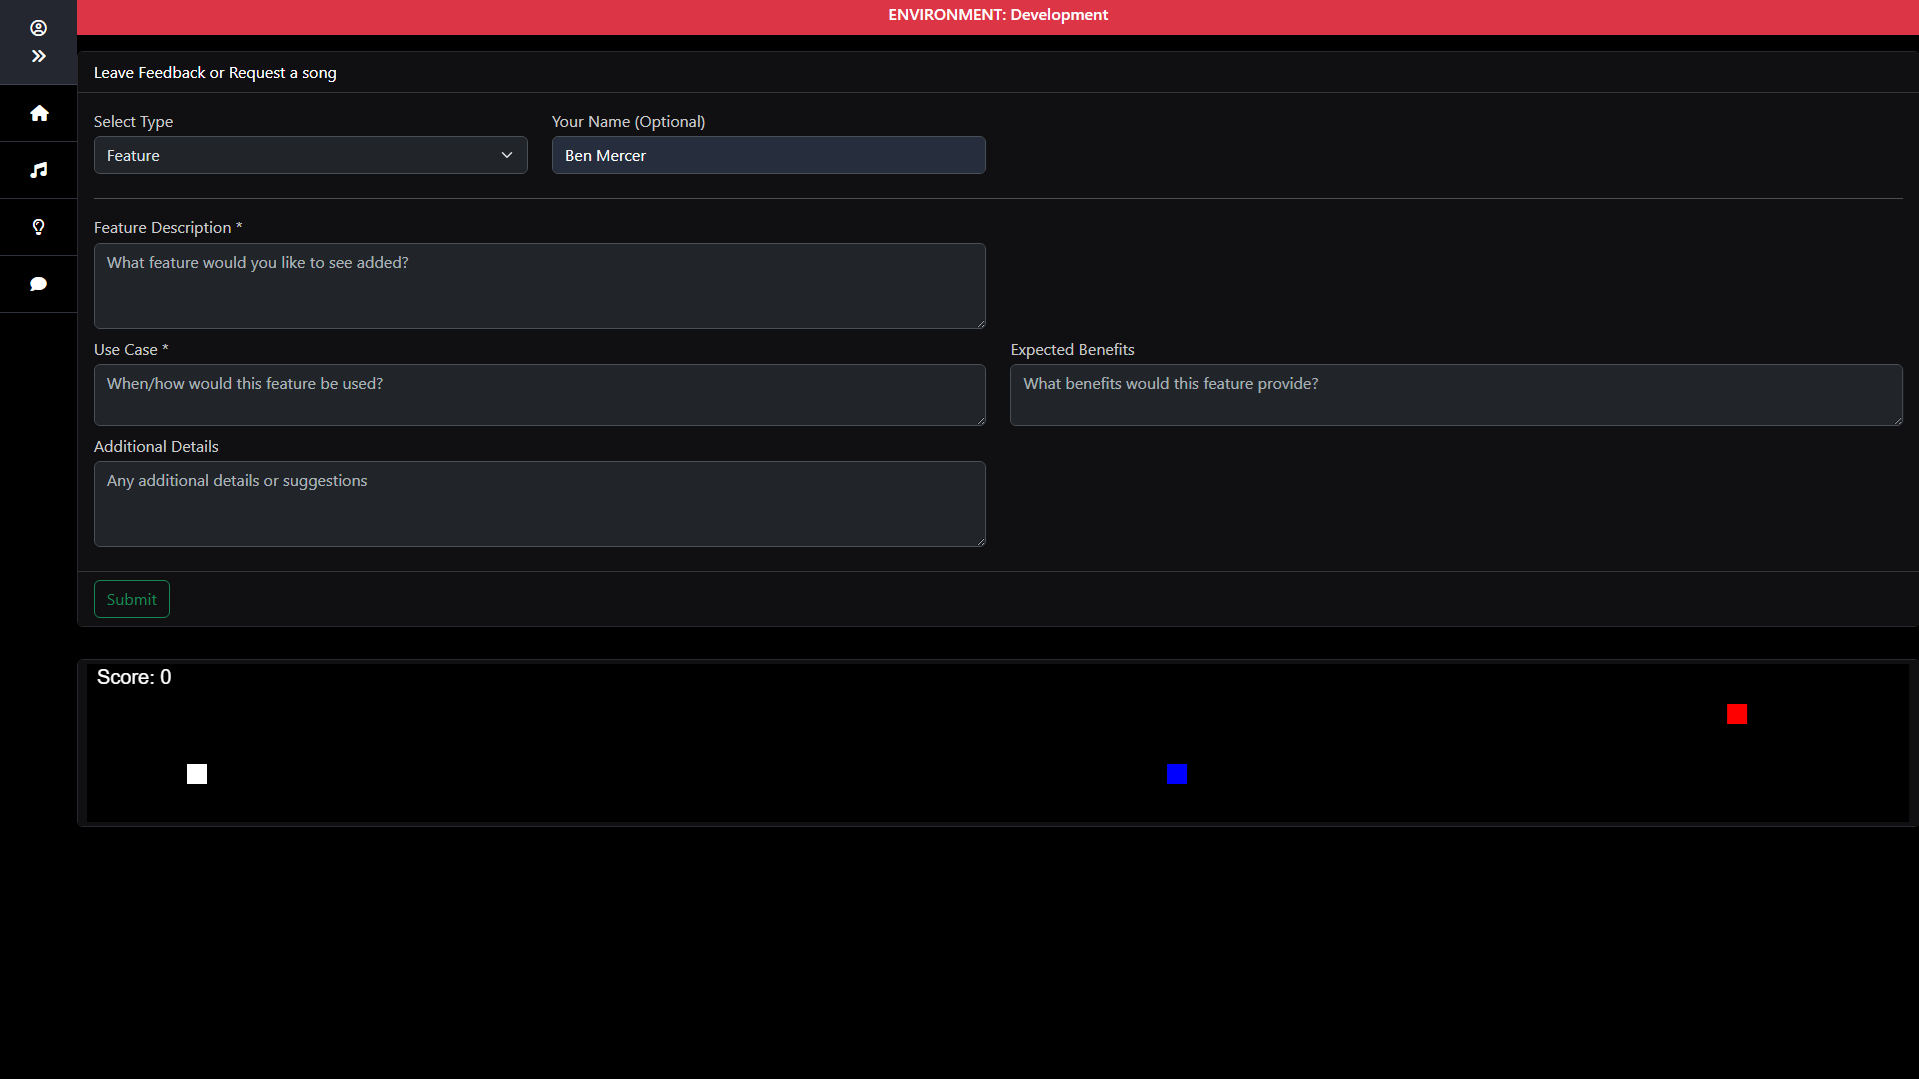 ENVIRONMENT: Development
Leave Feedback or Request a song
Select Type
Your Name (Optional)
Feature
Ben Mercer
Feature Description *
What feature would you like to see added?
Use Case *
Expected Benefits
When/how would this feature be used?
What benefits would this feature provide?
Additional Details
Any additional details or suggestions
Submit
Score: 0